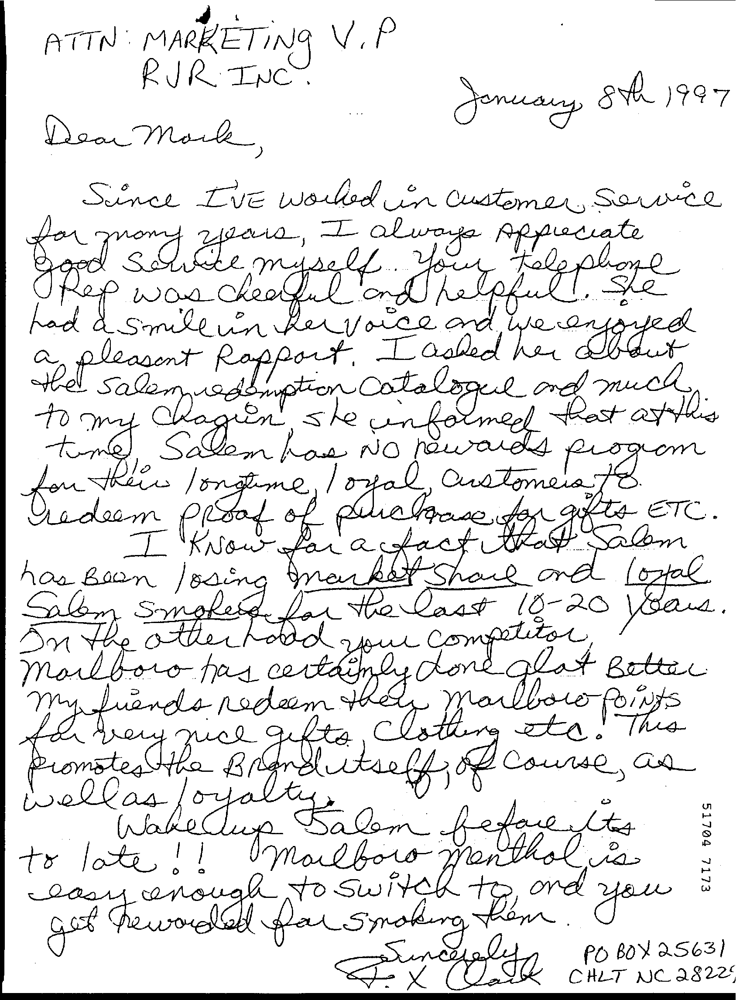 ATTN: MARKETING V.P
RJR INC.
January 8th 1997
Dear Mark,
Since I'VE worked in customer service
for many years, I always Appreciate
good service myself. Your telephone
Rep was cheerful and helpful! She
had a smile in her voice and we enjoyed
a pleasant Rapport. I asked her about
the Salem redemption catalogue and much
to my chagrin, she informed that at this
time, Salem has NO rewards program
for their longtime, loyal, customers to
redeem proof of purchase for gifts ETC.
I KNOW for a fact that Salem
has Been losing market share and loyal
Salem smokers for the last 10-20 years.
On the other hand your competitor
Marlboro has certaimly done alot Better
My friends redeem their Marlboro POINTS
for very nice gifts, Clothing etc. This
promotes the Brand itself, of course, as
well as loyalty.
Wake up Salem before its
to late!! Marlboro menthol is
easy enough to switch to and you
get rewarded for smoking them.
Sincerely
F. X Clark
PO BOX 25631
CHLT NC 28229
51704 7173